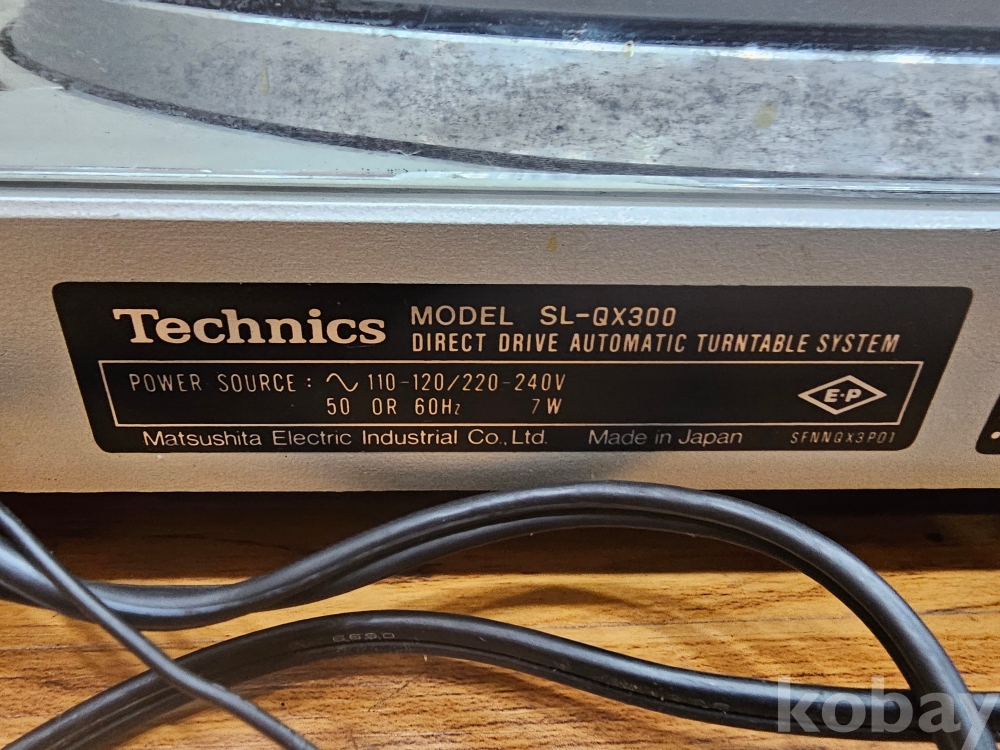 Technics MODEL SL-QX300
DIRECT DRIVE AUTOMATIC TURNTABLE SYSTEM
POWER SOURCE : ∿ 110-120/220-240V
50 OR 60Hz 7W
E·P
Matsushita Electric Industrial Co., Ltd. Made in Japan SFNNQX3P01
kobay